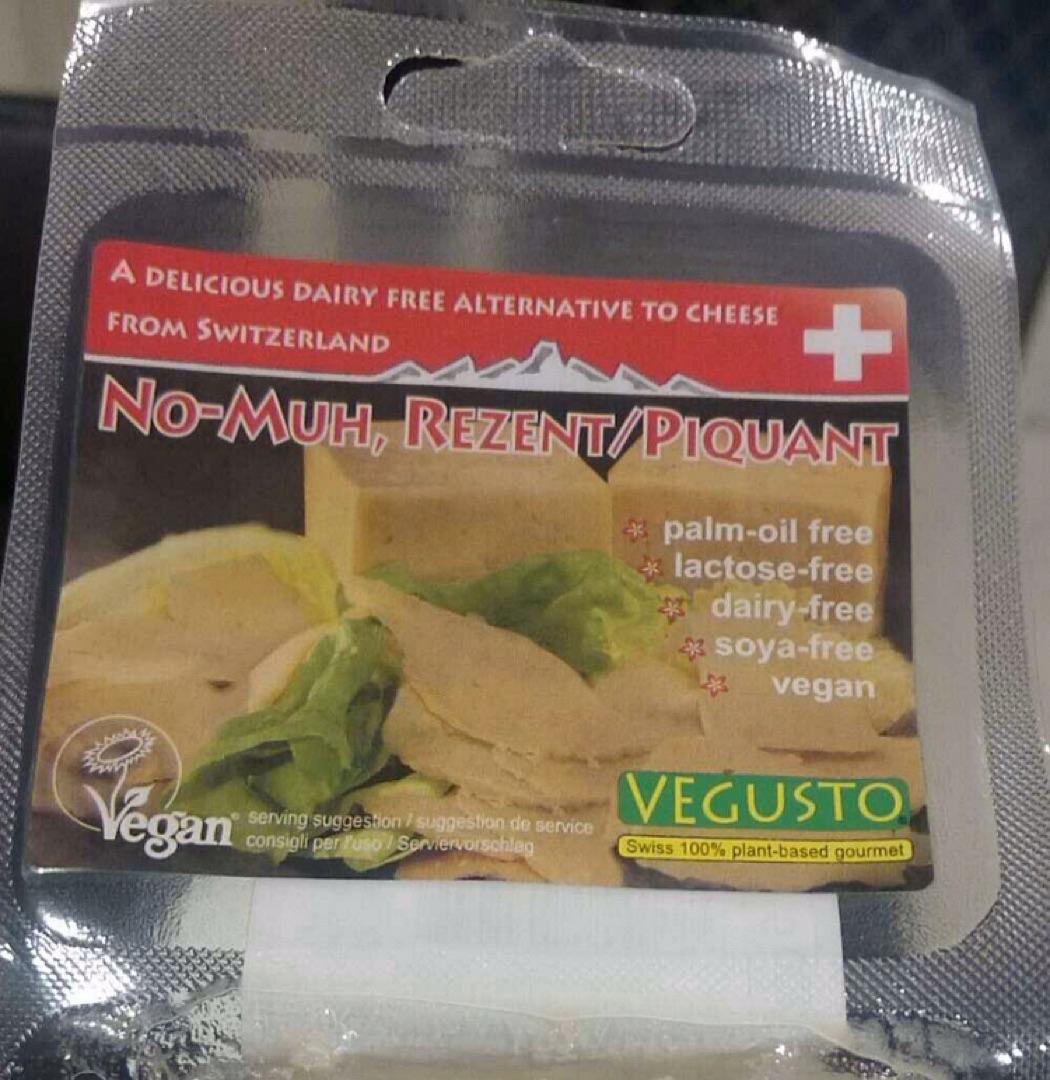 A DELICIOUS DAIRY FREE ALTERNATIVE TO CHEESE
FROM SWITZERLAND
NO-MUH, REZENT/PIQUANT
palm-oil free
lactose-free
dairy-free
soya-free
vegan
Vegan
serving suggestion / suggestion de service
consigli per l'uso / Serviervorschlag
VEGUSTO
Swiss 100% plant-based gourmet